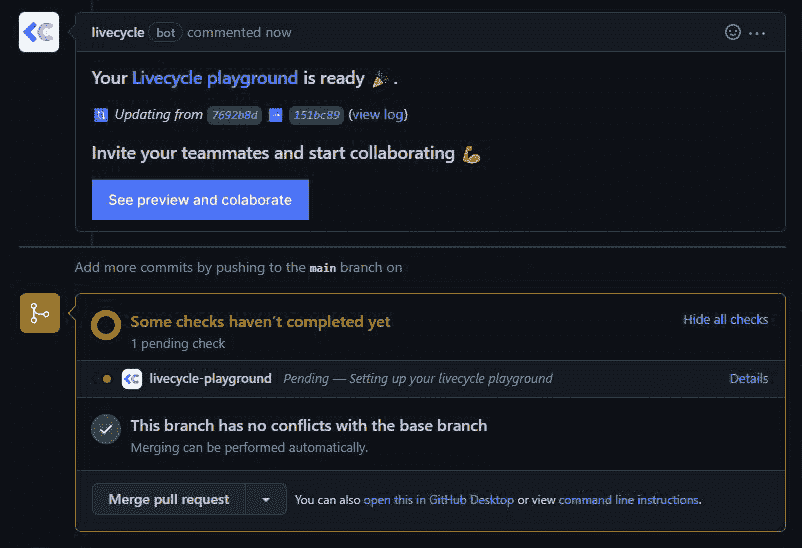 livecycle bot commented now
Your Livecycle playground is ready 🎉 .
Updating from 7692b8d ➡ 151bc89 (view log)
Invite your teammates and start collaborating 💪
See preview and colaborate
Add more commits by pushing to the main branch on
Some checks haven't completed yet
Hide all checks
1 pending check
livecycle-playground Pending — Setting up your livecycle playground Details
This branch has no conflicts with the base branch
Merging can be performed automatically.
Merge pull request
You can also open this in GitHub Desktop or view command line instructions.